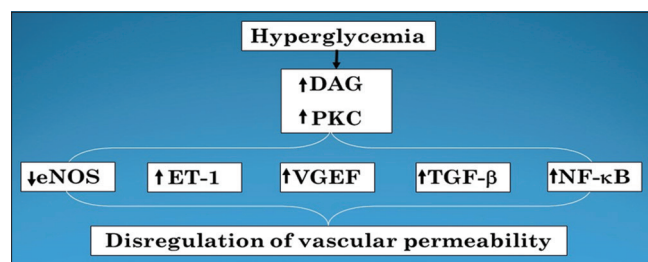 Hyperglycemia
↑DAG
↑PKC
↓eNOS
↑ET-1
↑VGEF
↑TGF-β
↑NF-κB
Disregulation of vascular permeability